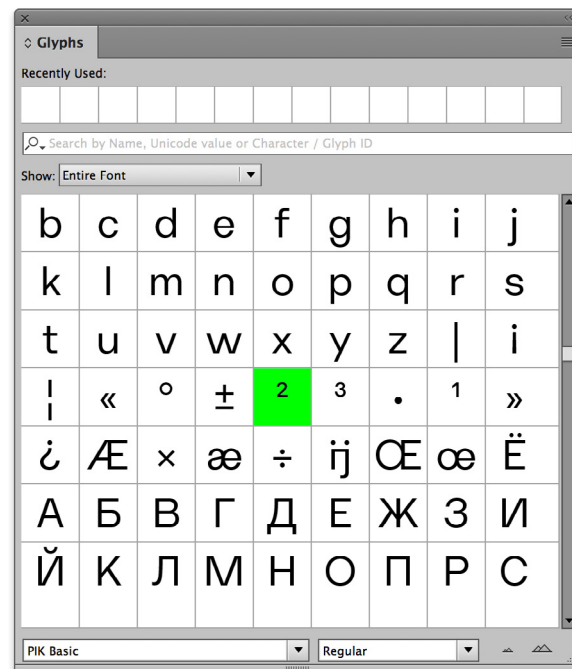 Glyphs
Recently Used:
Search by Name, Unicode value or Character / Glyph ID
Show: Entire Font
b c d e f g h i j
k l m n o p q r s
t u v w x y z | ¡
¦ « ° ± ² ³ · ¹ »
¿ Æ × æ ÷ ïj Œ œ Ё
А Б В Г Д Е Ж З И
Й К Л М Н О П Р С
PIK Basic Regular